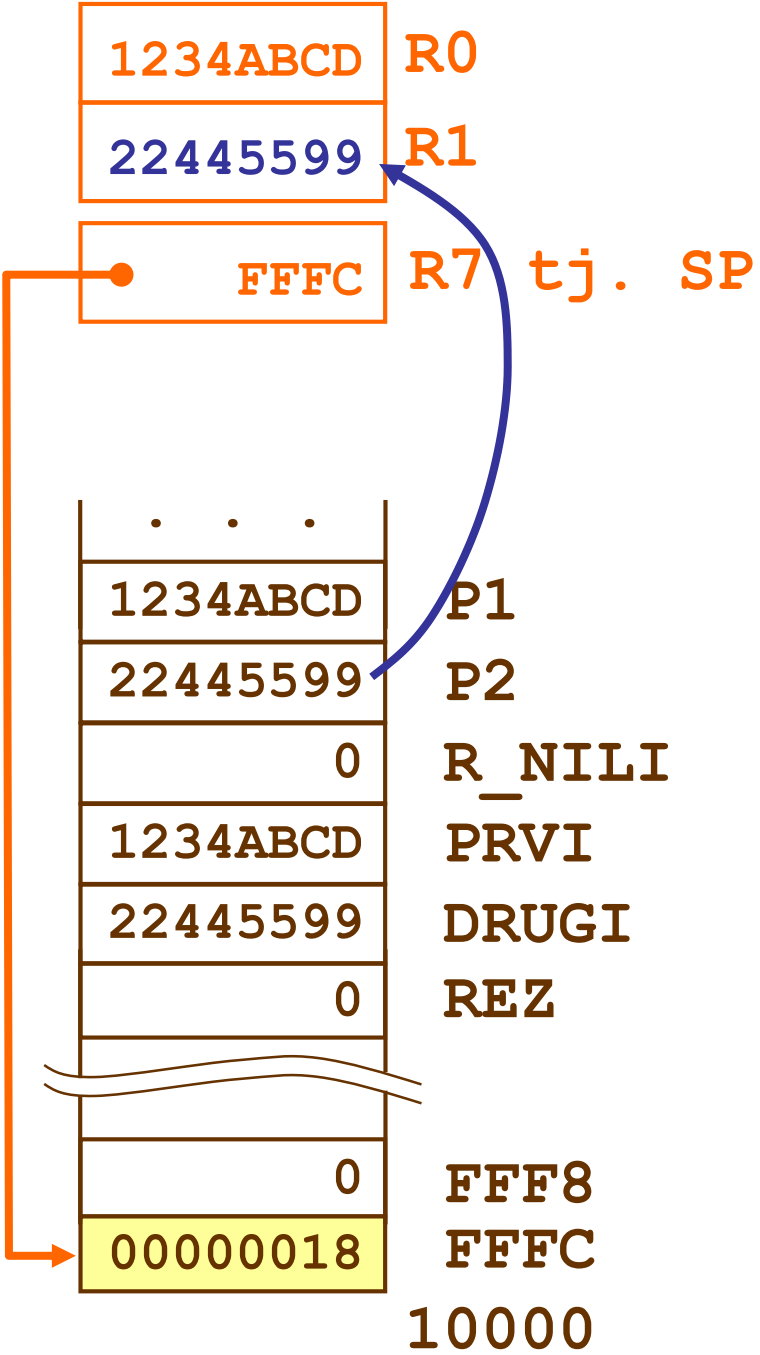 1234ABCD R0
22445599 R1
FFFC R7 tj. SP
. . .
1234ABCD P1
22445599 P2
0 R_NILI
1234ABCD PRVI
22445599 DRUGI
0 REZ
0 FFF8
00000018 FFFC
10000